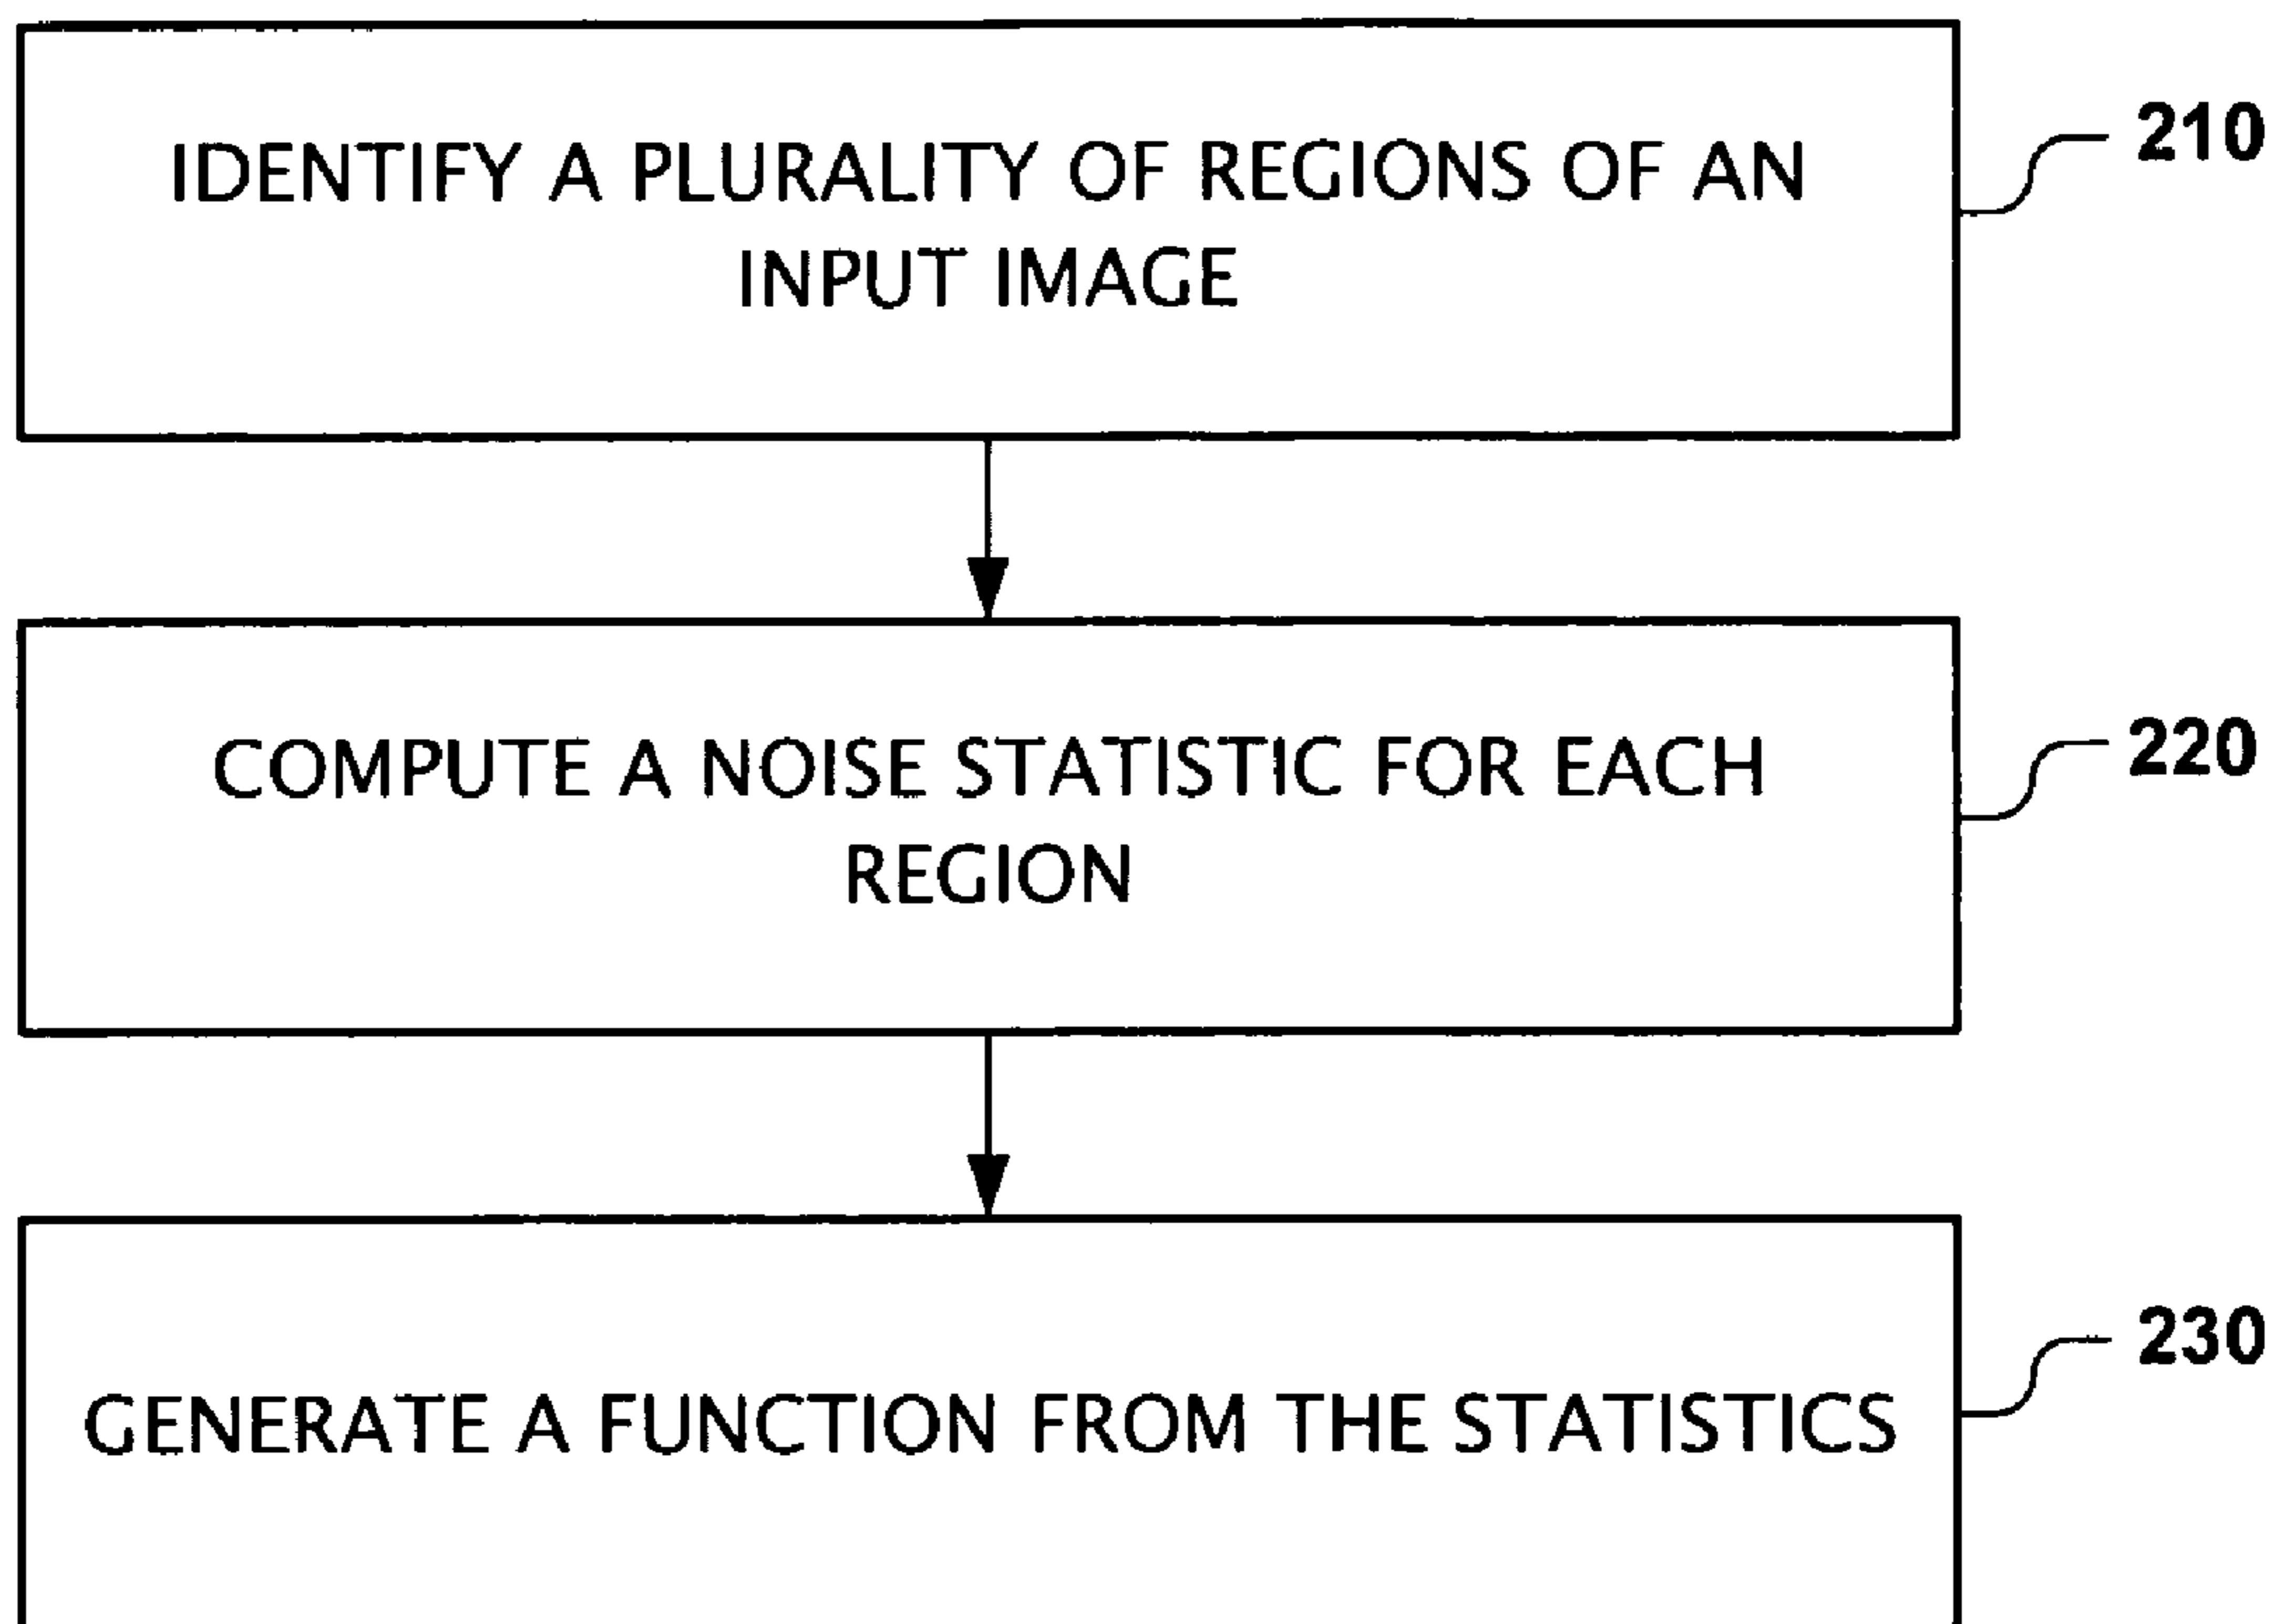 IDENTIFY A PLURALITY OF REGIONS OF AN
INPUT IMAGE
210
COMPUTE A NOISE STATISTIC FOR EACH
REGION
220
GENERATE A FUNCTION FROM THE STATISTICS
230